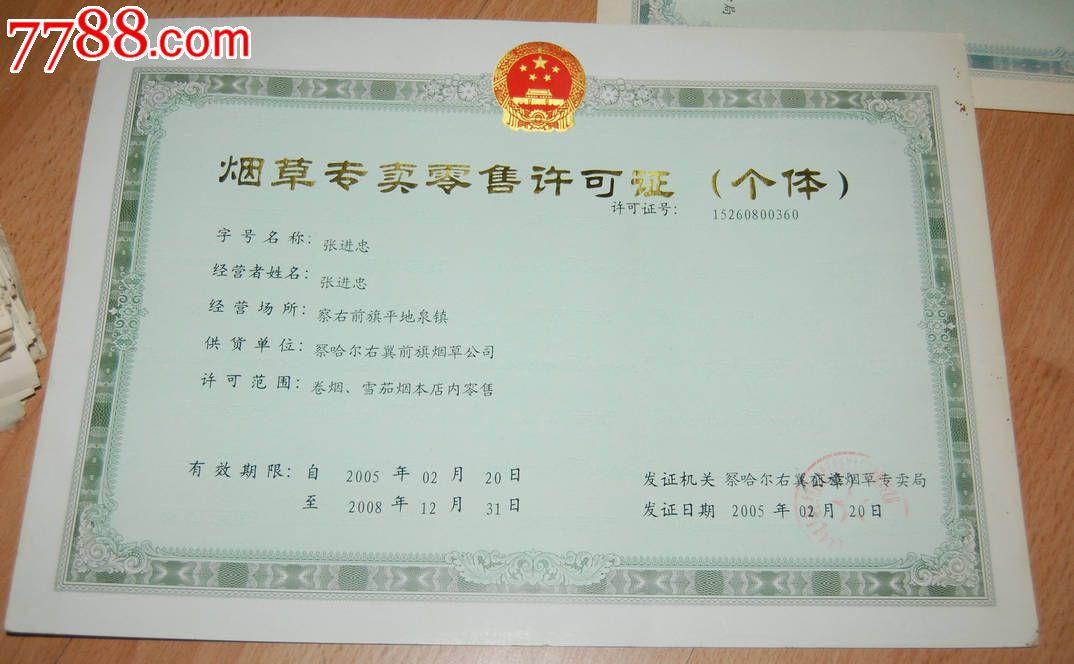 7788.com
局
烟草专卖零售许可证（个体）
许可证号： 15260800360
字号名称：张进忠
经营者姓名：张进忠
经营场所：察右前旗平地泉镇
供货单位：察哈尔右翼前旗烟草公司
许可范围：卷烟、雪茄烟本店内零售
有效期限：自 2005 年 02 月 20 日
至 2008 年 12 月 31 日
发证机关 察哈尔右翼前旗烟草专卖局
发证日期 2005 年 02 月 20 日